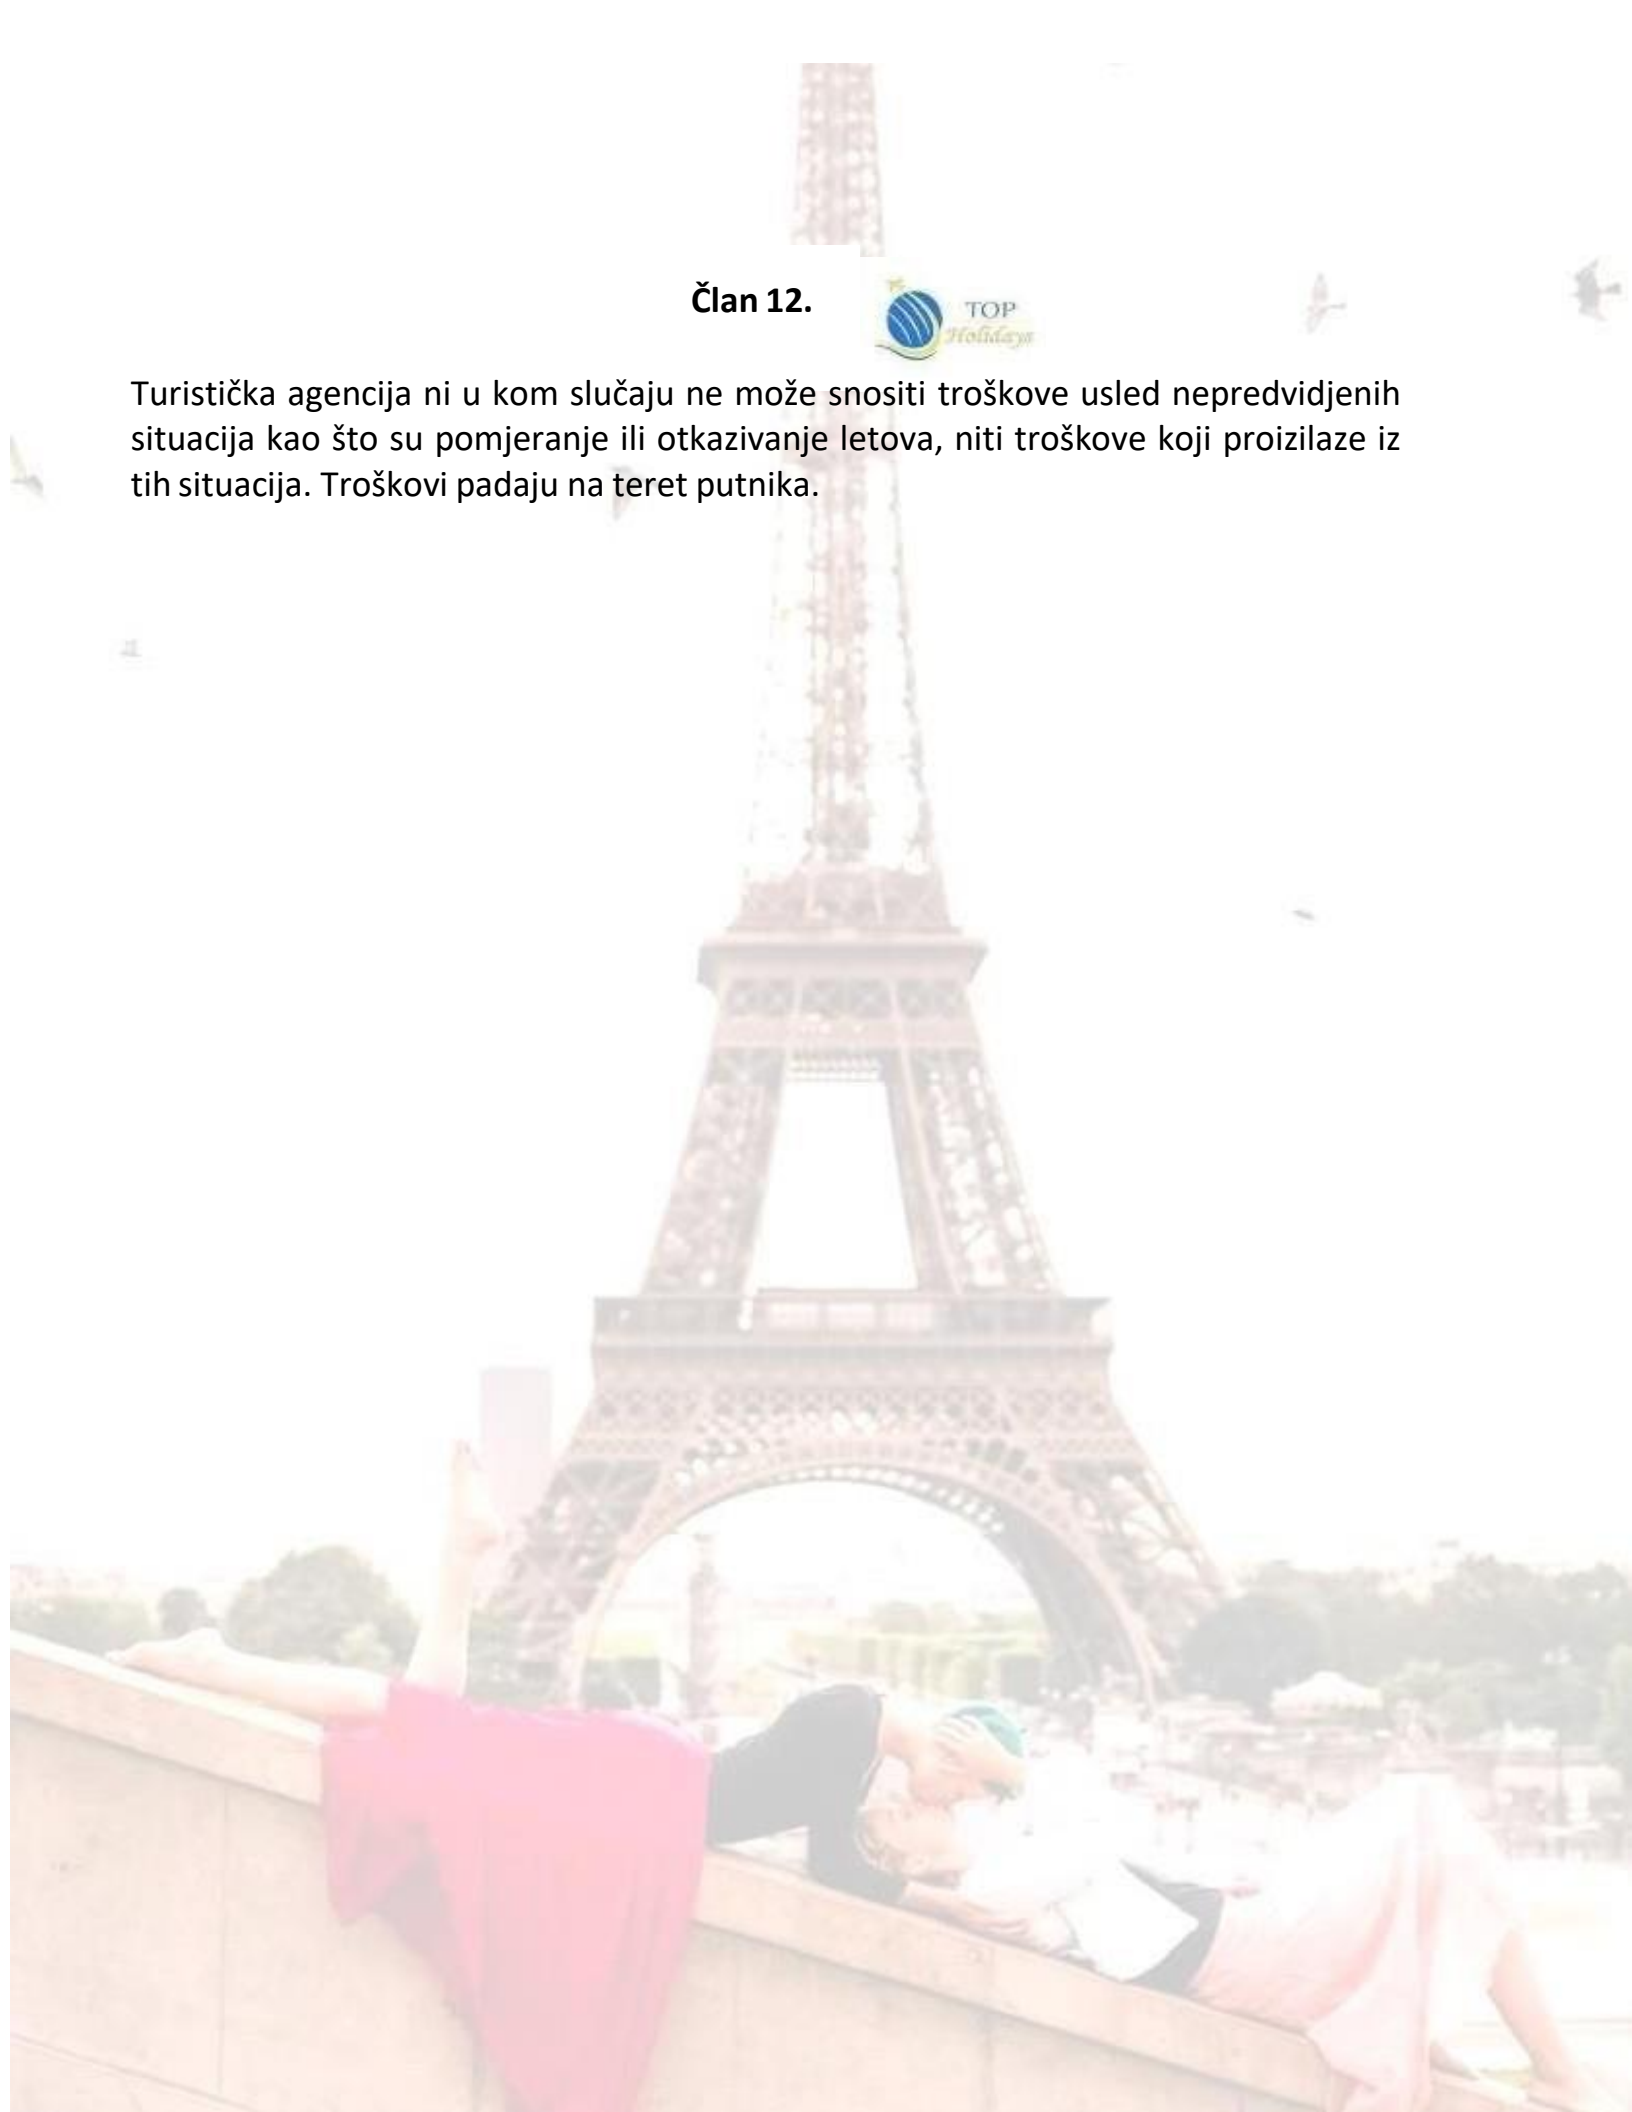 Član 12.
TOP
Holidays
Turistička agencija ni u kom slučaju ne može snositi troškove usled nepredvidjenih
situacija kao što su pomjeranje ili otkazivanje letova, niti troškove koji proizilaze iz
tih situacija. Troškovi padaju na teret putnika.